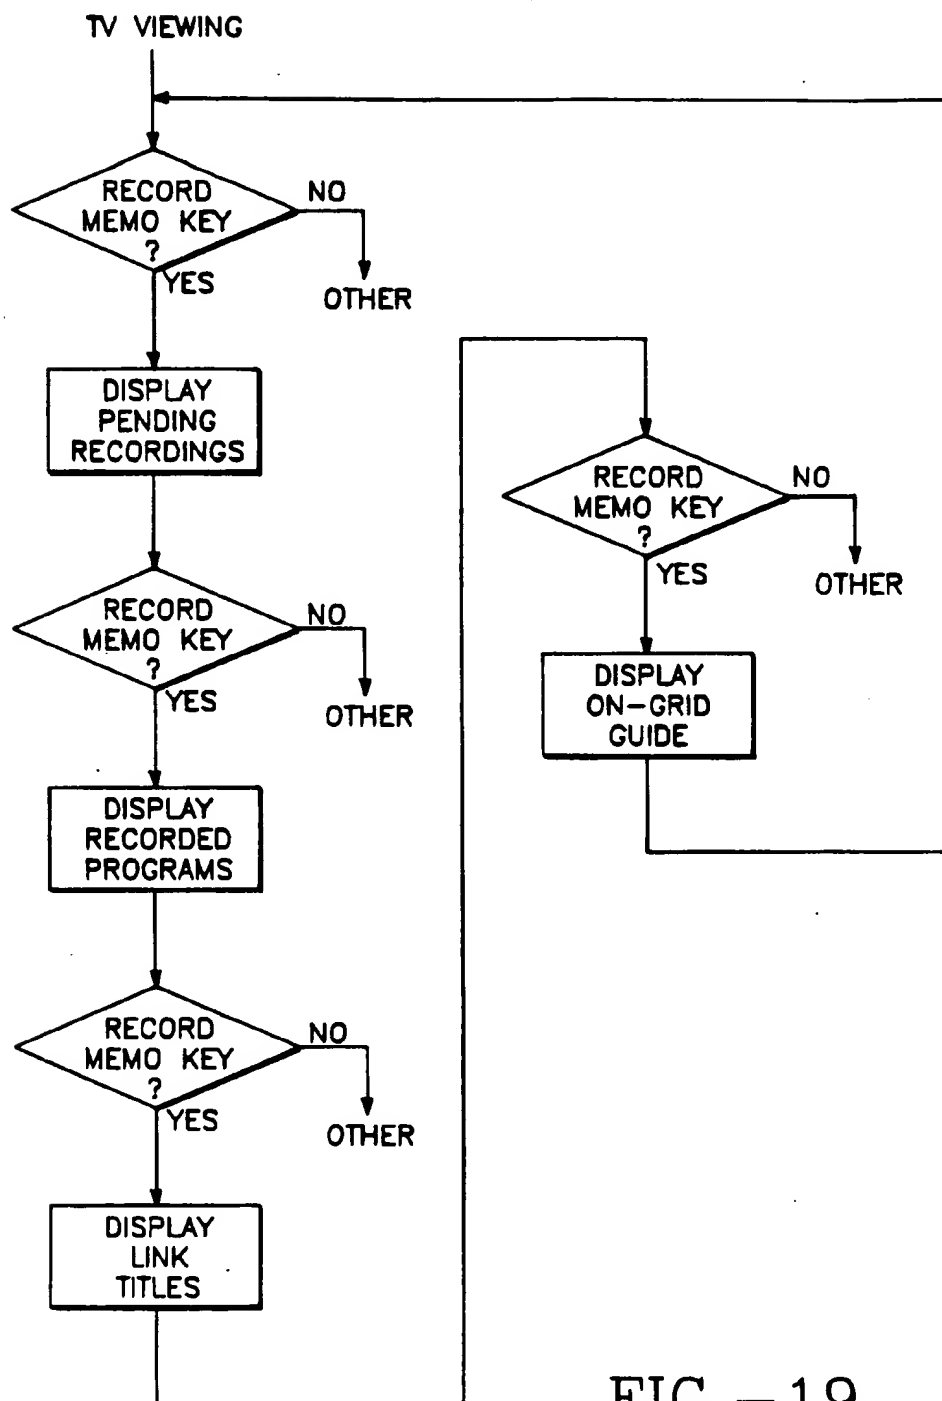 TV VIEWING
RECORD
MEMO KEY
?
NO
YES
OTHER
DISPLAY
PENDING
RECORDINGS
RECORD
MEMO KEY
?
NO
YES
OTHER
DISPLAY
RECORDED
PROGRAMS
RECORD
MEMO KEY
?
NO
YES
OTHER
DISPLAY
LINK
TITLES
RECORD
MEMO KEY
?
NO
YES
OTHER
DISPLAY
ON-GRID
GUIDE
FIG. -19